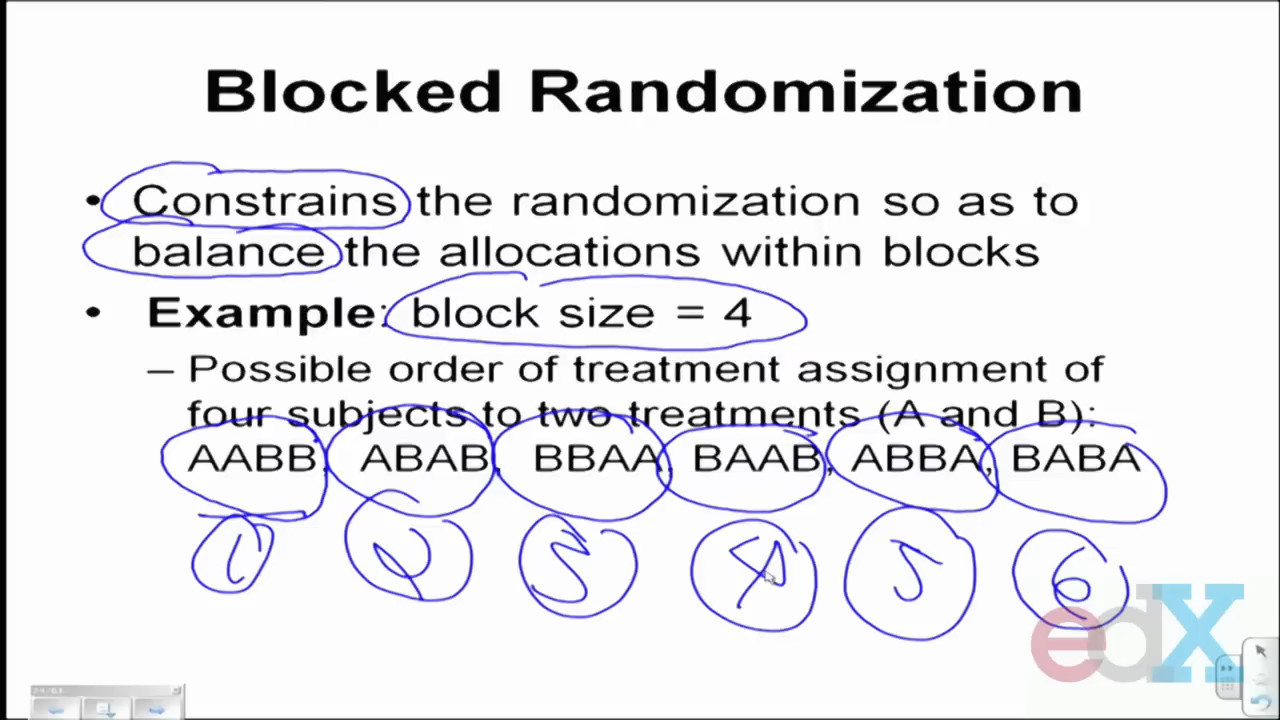 Blocked Randomization
• Constrains the randomization so as to
balance the allocations within blocks
• Example: block size = 4
– Possible order of treatment assignment of
four subjects to two treatments (A and B):
AABB, ABAB, BBAA, BAAB, ABBA, BABA
1 2 3 4 5 6
edX